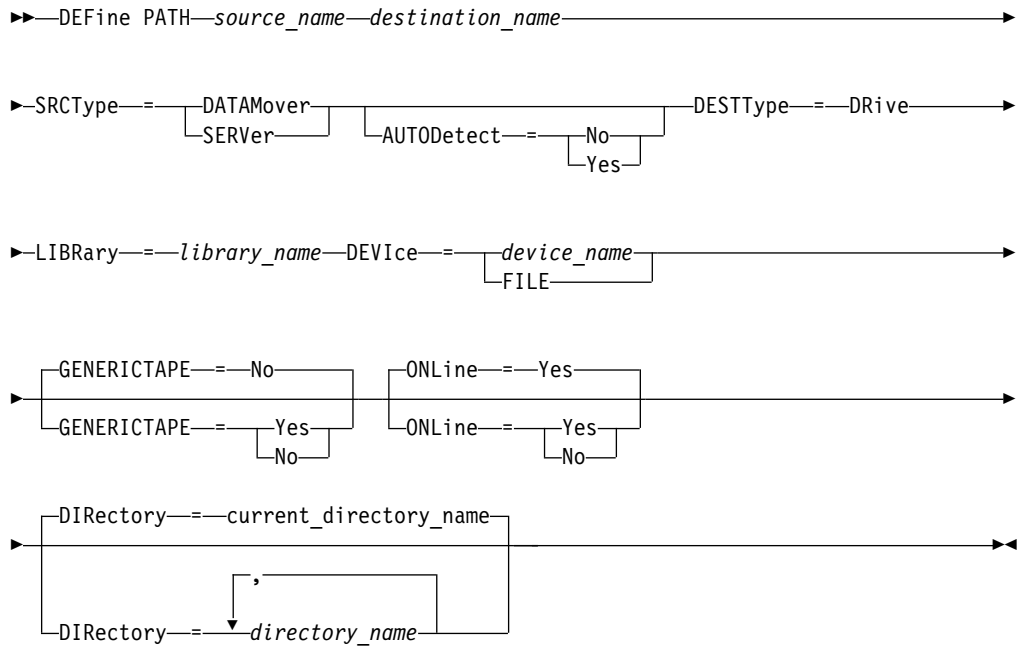 DEFine PATH source_name destination_name
SRCType = DATAMover DESTType = DRive
SERVer AUTODetect = No
Yes
LIBRary = library_name DEVIce = device_name
FILE
GENERICTAPE = No ONLine = Yes
GENERICTAPE = Yes ONLine = Yes
No No
DIRectory = current_directory_name
,
DIRectory = directory_name